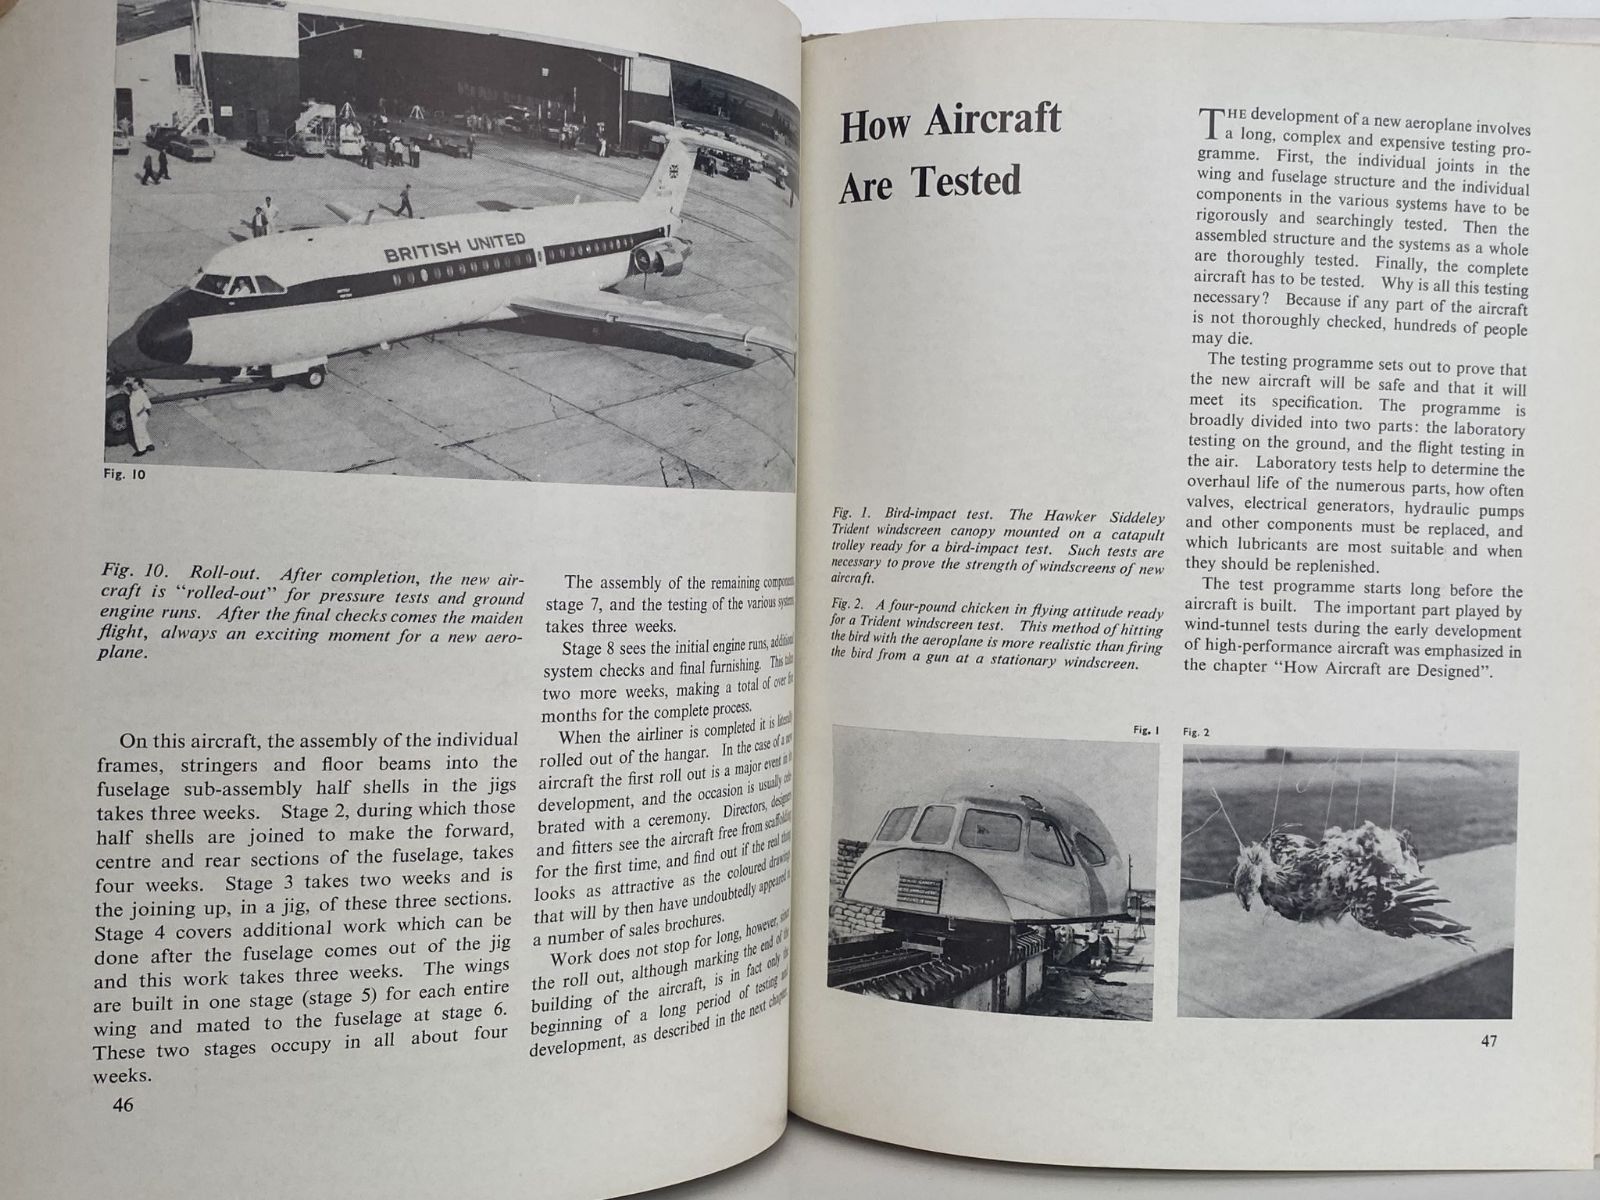 BRITISH UNITED
Fig. 10
Fig. 10. Roll-out. After completion, the new air-
craft is "rolled-out" for pressure tests and ground
engine runs. After the final checks comes the maiden
flight, always an exciting moment for a new aero-
plane.
On this aircraft, the assembly of the individual
frames, stringers and floor beams into the
fuselage sub-assembly half shells in the jigs
takes three weeks. Stage 2, during which those
half shells are joined to make the forward,
centre and rear sections of the fuselage, takes
four weeks. Stage 3 takes two weeks and is
the joining up, in a jig, of these three sections.
Stage 4 covers additional work which can be
done after the fuselage comes out of the jig
and this work takes three weeks. The wings
are built in one stage (stage 5) for each entire
wing and mated to the fuselage at stage 6.
These two stages occupy in all about four
weeks.
46
The assembly of the remaining
stage 7, and the testing of the various
takes three weeks.
Stage 8 sees the initial engine runs,
system checks and final furnishing. This
two more weeks, making a total of over
months for the complete process.
When the airliner is completed it is
rolled out of the hangar. In the case of a
aircraft the first roll out is a major event in
development, and the occasion is usually
brated with a ceremony. Directors,
and fitters see the aircraft free from
for the first time, and find out if the real thing
looks as attractive as the coloured
that will by then have undoubtedly appeared
a number of sales brochures.
Work does not stop for long, however,
the roll out, although marking the end of the
building of the aircraft, is in fact only the
beginning of a long period of testing and
development, as described in the next chapter.
How Aircraft
Are Tested
Fig. 1. Bird-impact test. The Hawker Siddeley
Trident windscreen canopy mounted on a catapult
trolley ready for a bird-impact test. Such tests are
necessary to prove the strength of windscreens of new
aircraft.
Fig. 2. A four-pound chicken in flying attitude ready
for a Trident windscreen test. This method of hitting
the bird with the aeroplane is more realistic than firing
the bird from a gun at a stationary windscreen.
THE development of a new aeroplane involves
a long, complex and expensive testing pro-
gramme. First, the individual joints in the
wing and fuselage structure and the individual
components in the various systems have to be
rigorously and searchingly tested. Then the
assembled structure and the systems as a whole
are thoroughly tested. Finally, the complete
aircraft has to be tested. Why is all this testing
necessary? Because if any part of the aircraft
is not thoroughly checked, hundreds of people
may die.
The testing programme sets out to prove that
the new aircraft will be safe and that it will
meet its specification. The programme is
broadly divided into two parts: the laboratory
testing on the ground, and the flight testing in
the air. Laboratory tests help to determine the
overhaul life of the numerous parts, how often
valves, electrical generators, hydraulic pumps
and other components must be replaced, and
which lubricants are most suitable and when
they should be replenished.
The test programme starts long before the
aircraft is built. The important part played by
wind-tunnel tests during the early development
of high-performance aircraft was emphasized in
the chapter "How Aircraft are Designed".
Fig. 1
Fig. 2
47